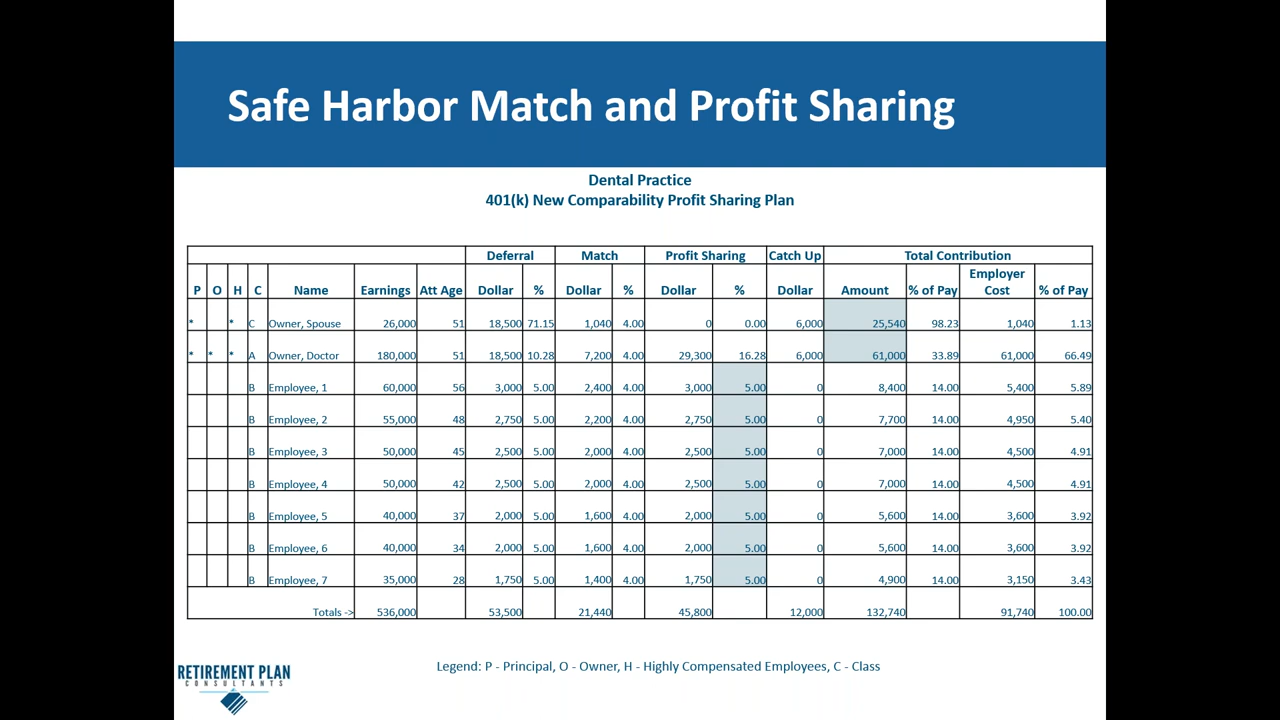 Safe Harbor Match and Profit Sharing
Dental Practice
401(k) New Comparability Profit Sharing Plan
Deferral Match Profit Sharing Catch Up Total Contribution
P O H C Name Earnings Att Age Dollar % Dollar % Dollar % Dollar Amount % of Pay Employer Cost % of Pay
* * C Owner, Spouse 26,000 51 18,500 71.15 1,040 4.00 0 0.00 6,000 25,540 98.23 1,040 1.13
* * * A Owner, Doctor 180,000 51 18,500 10.28 7,200 4.00 29,300 16.28 6,000 61,000 33.89 61,000 66.49
B Employee, 1 60,000 56 3,000 5.00 2,400 4.00 3,000 5.00 0 8,400 14.00 5,400 5.89
B Employee, 2 55,000 48 2,750 5.00 2,200 4.00 2,750 5.00 0 7,700 14.00 4,950 5.40
B Employee, 3 50,000 45 2,500 5.00 2,000 4.00 2,500 5.00 0 7,000 14.00 4,500 4.91
B Employee, 4 50,000 42 2,500 5.00 2,000 4.00 2,500 5.00 0 7,000 14.00 4,500 4.91
B Employee, 5 40,000 37 2,000 5.00 1,600 4.00 2,000 5.00 0 5,600 14.00 3,600 3.92
B Employee, 6 40,000 34 2,000 5.00 1,600 4.00 2,000 5.00 0 5,600 14.00 3,600 3.92
B Employee, 7 35,000 28 1,750 5.00 1,400 4.00 1,750 5.00 0 4,900 14.00 3,150 3.43
Totals -> 536,000 53,500 21,440 45,800 12,000 132,740 91,740 100.00
Legend: P - Principal, O - Owner, H - Highly Compensated Employees, C - Class
RETIREMENT PLAN
CONSULTANTS